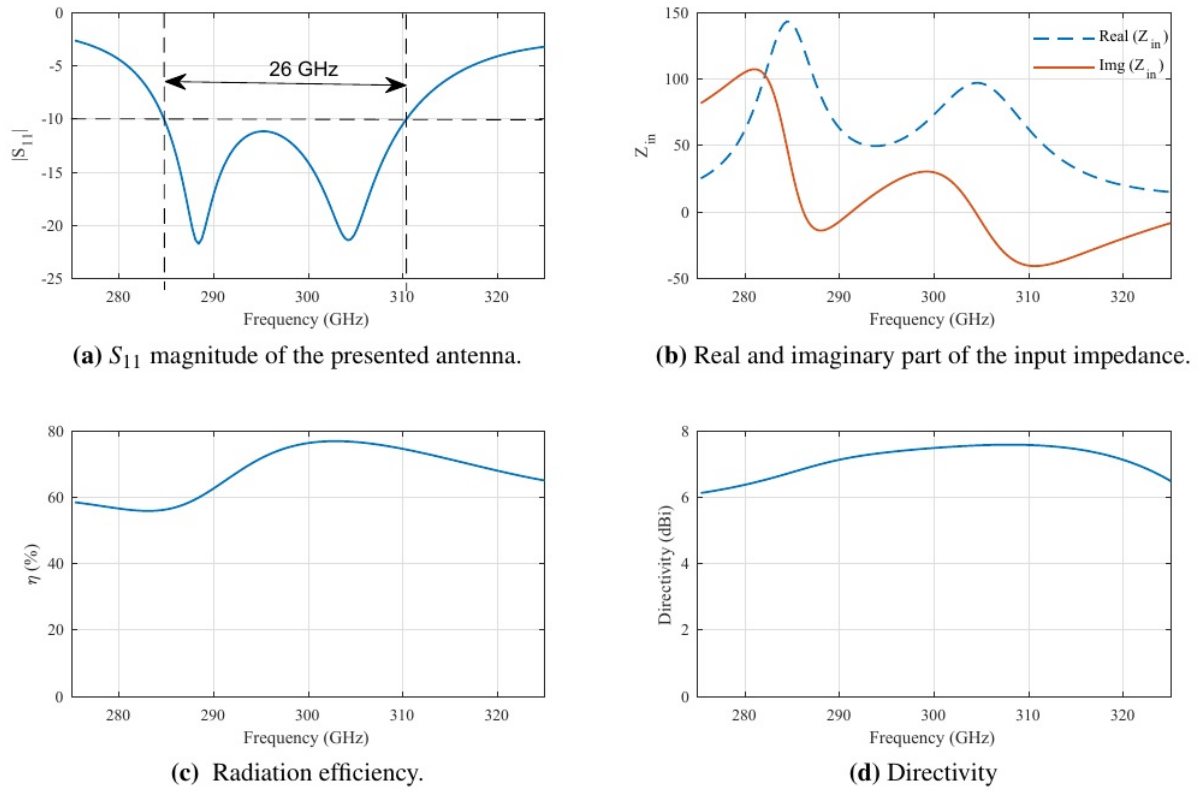 0
-5
-10
-15
-20
-25
|S11|
26 GHz
280
290
300
310
320
Frequency (GHz)
(a) S11 magnitude of the presented antenna.
150
100
50
0
-50
Zin
Real (Zin)
Img (Zin)
280
290
300
310
320
Frequency (GHz)
(b) Real and imaginary part of the input impedance.
80
60
40
20
0
η (%)
280
290
300
310
320
Frequency (GHz)
(c) Radiation efficiency.
8
6
4
2
0
Directivity (dBi)
280
290
300
310
320
Frequency (GHz)
(d) Directivity